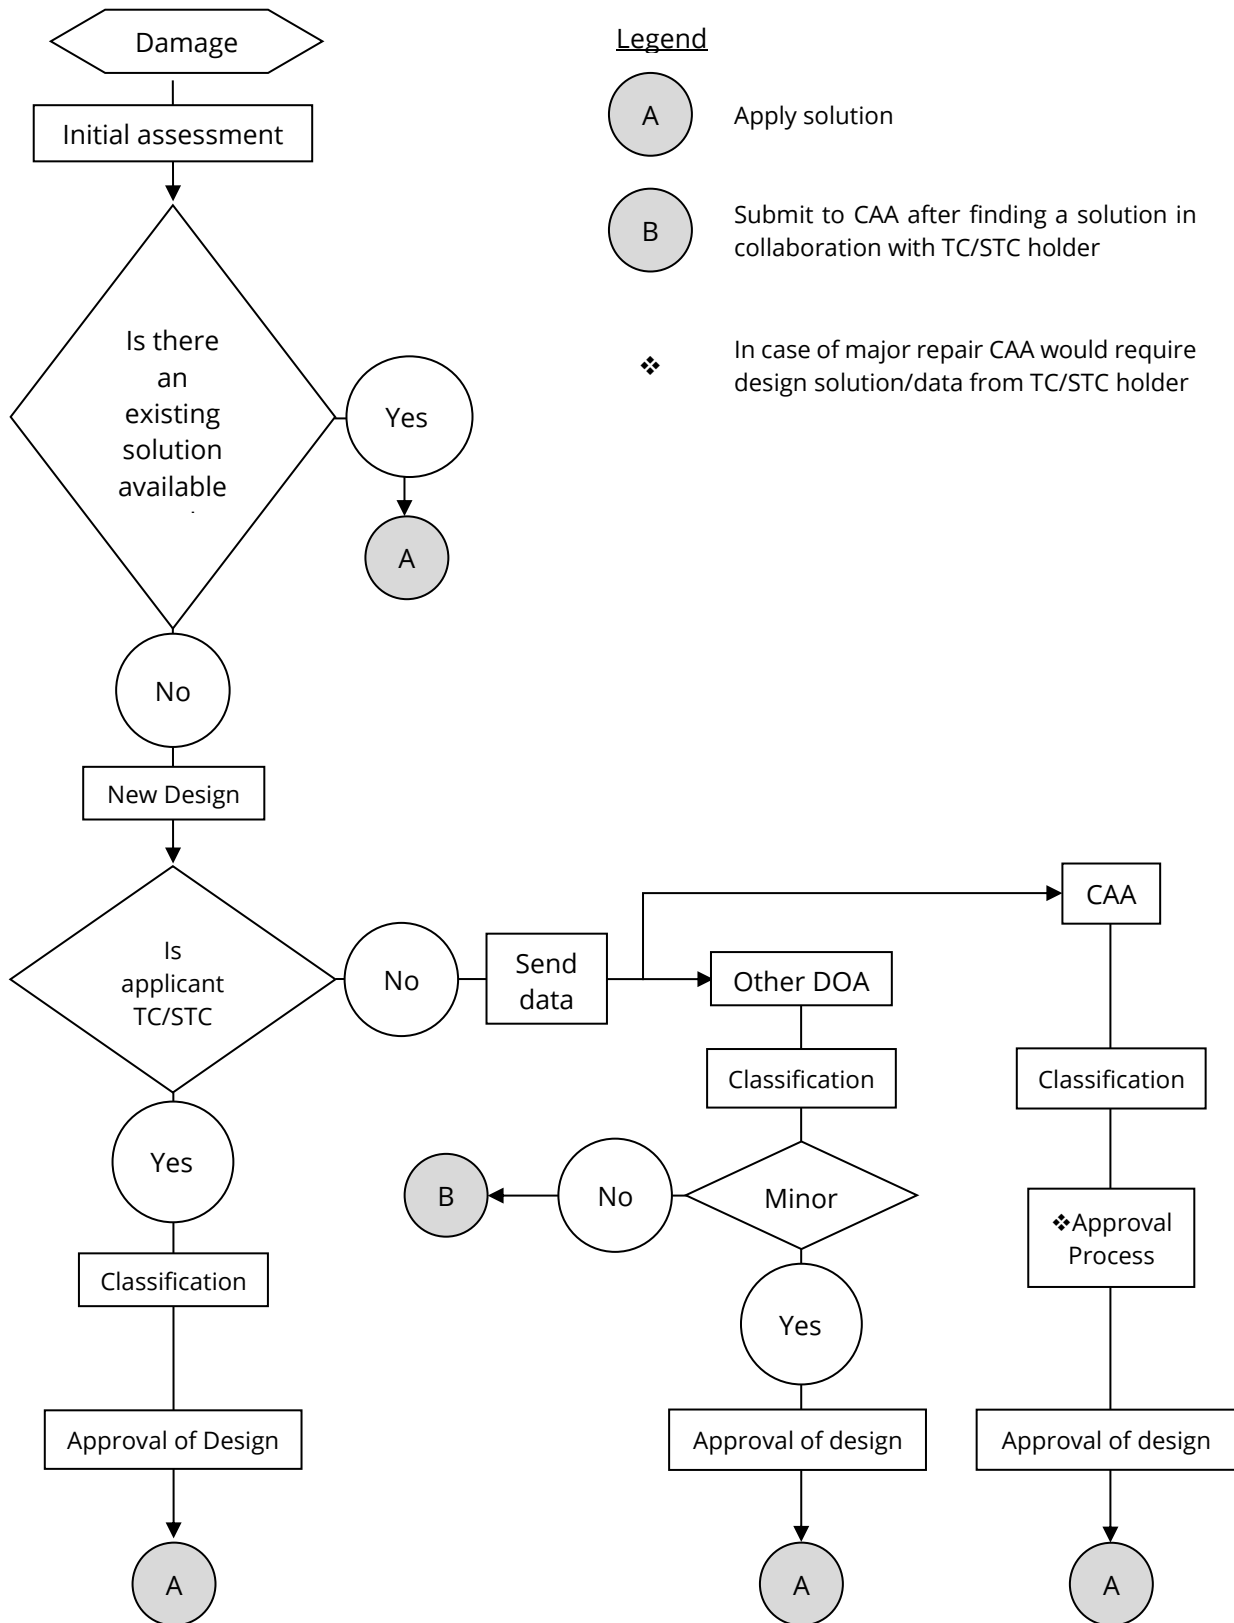 Damage
Initial assessment
Is there
an
existing
solution
available
Yes
A
No
New Design
Is
applicant
TC/STC
No
Send
data
Other DOA
CAA
Classification
Classification
Minor
No
B
Yes
❖Approval
Process
Yes
Classification
Approval of Design
Approval of design
Approval of design
A
A
A
Legend
A
Apply solution
B
Submit to CAA after finding a solution in
collaboration with TC/STC holder
❖
In case of major repair CAA would require
design solution/data from TC/STC holder